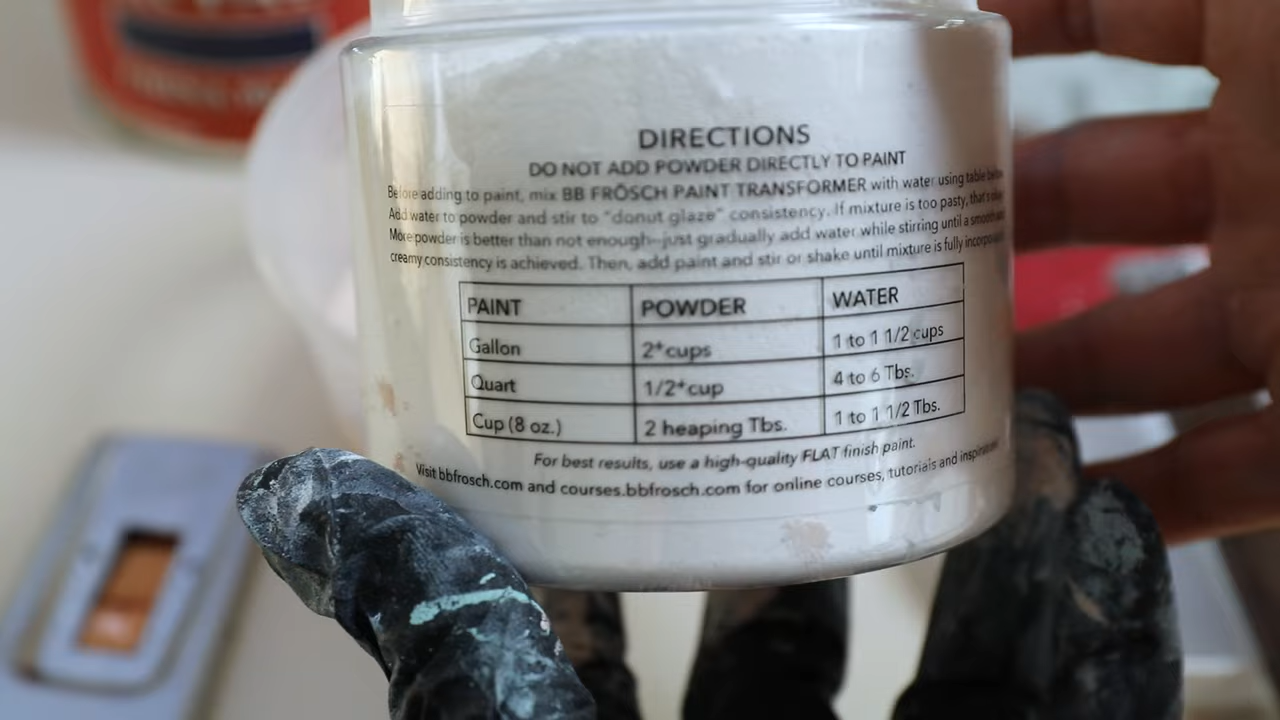 DIRECTIONS
DO NOT ADD POWDER DIRECTLY TO PAINT
Before adding to paint, mix BB FRÖSCH PAINT TRANSFORMER with water using table below
Add water to powder and stir to "donut glaze" consistency. If mixture is too pasty, that's
More powder is better than not enough—just gradually add water while stirring until a smooth
creamy consistency is achieved. Then, add paint and stir or shake until mixture is fully
PAINT POWDER WATER
Gallon 2+cups 1 to 1 1/2 cups
Quart 1/2+cup 4 to 6 Tbs.
Cup (8 oz.) 2 heaping Tbs. 1 to 1 1/2 Tbs.
For best results, use a high-quality FLAT finish paint.
Visit bbfrosch.com and courses.bbfrosch.com for online courses, tutorials and